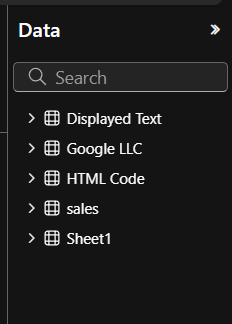 Data
Search
Displayed Text
Google LLC
HTML Code
sales
Sheet1